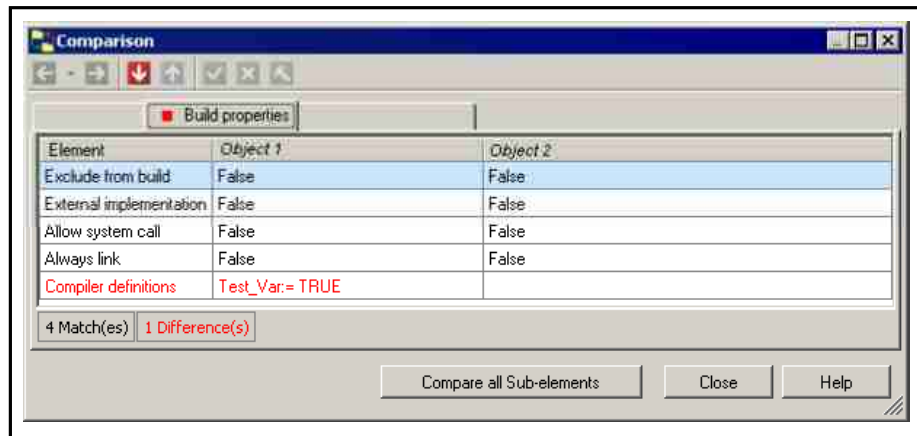 Comparison
Build properties
Element Object 1 Object 2
Exclude from build False False
External implementation False False
Allow system call False False
Always link False False
Compiler definitions Test_Var:= TRUE
4 Match(es) 1 Difference(s)
Compare all Sub-elements Close Help